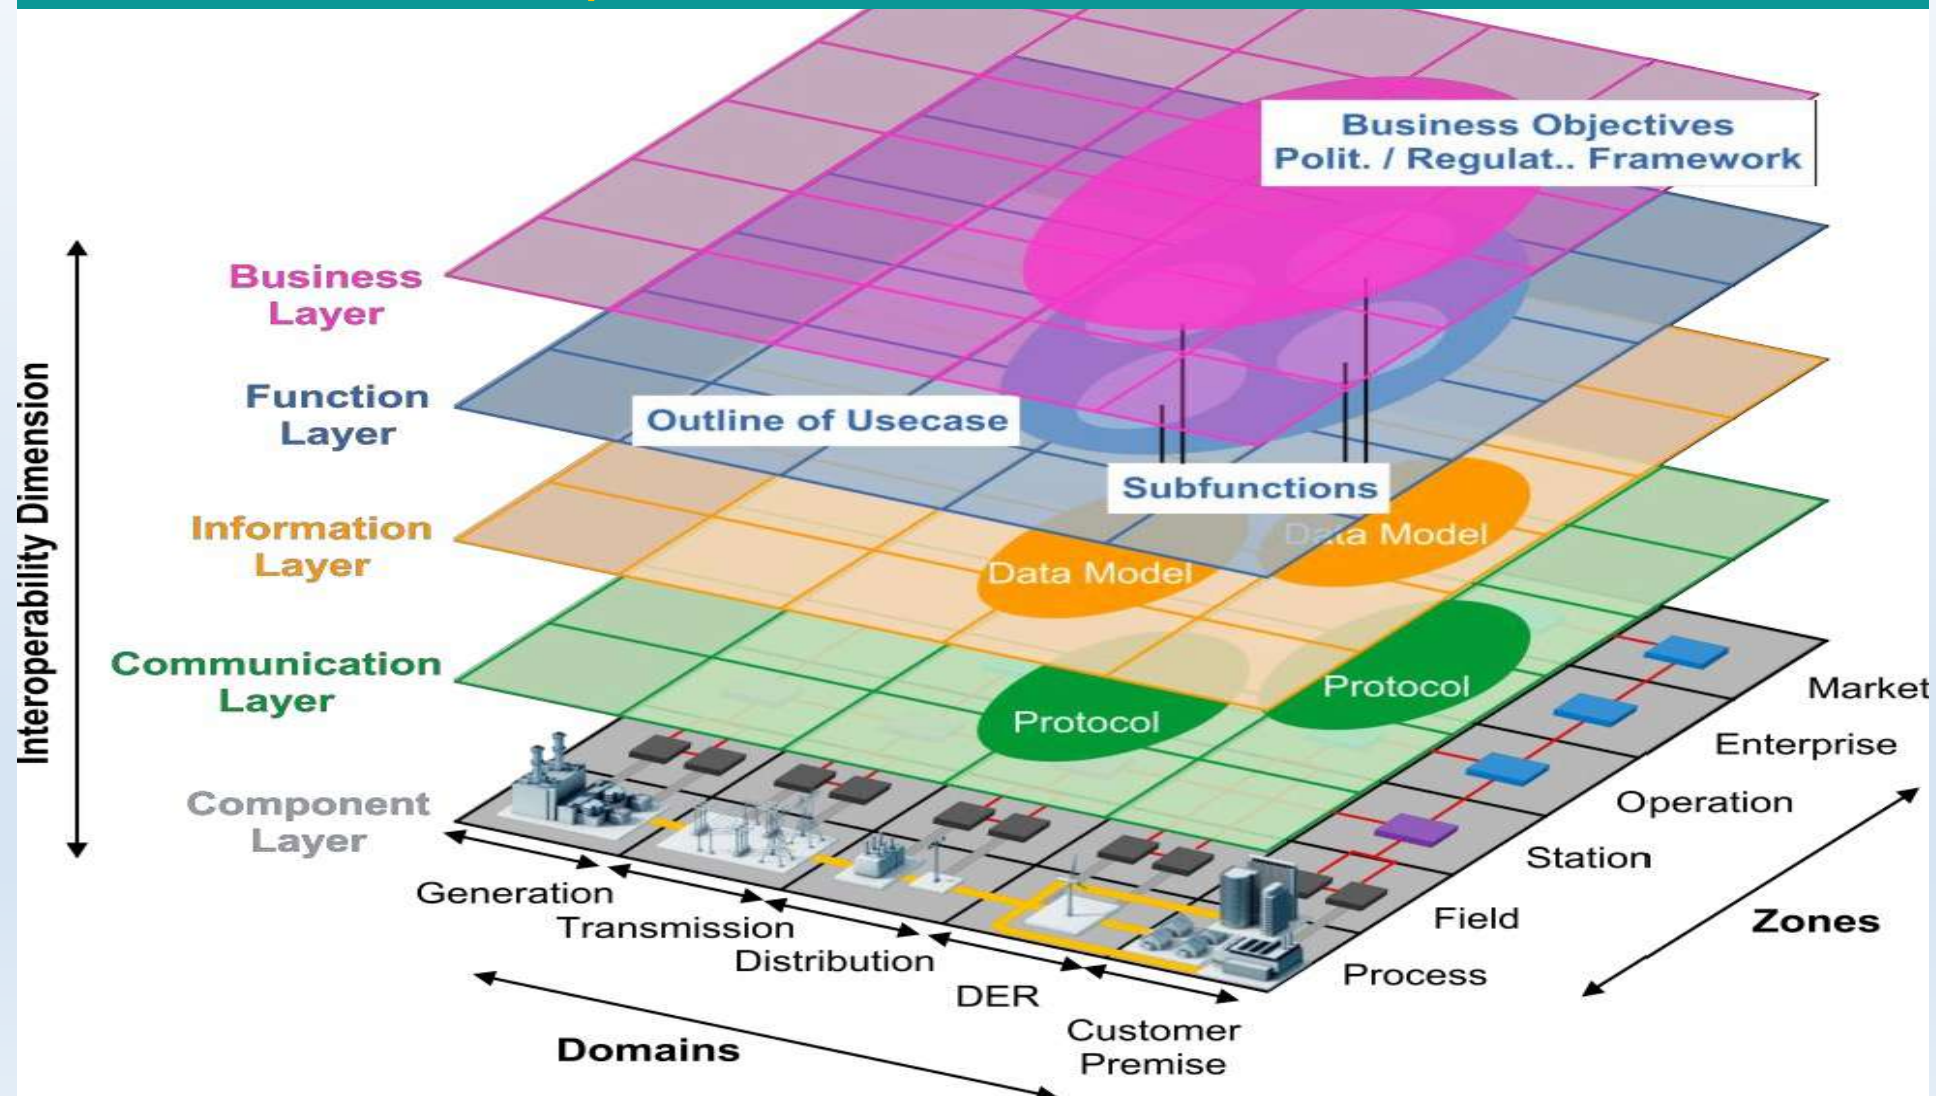 Business Objectives
Polit. / Regulat.. Framework
Business
Layer
Function
Layer
Outline of Usecase
Subfunctions
Information
Layer
Data Model
Data Model
Communication
Layer
Protocol
Protocol
Component
Layer
Interoperability Dimension
Market
Enterprise
Operation
Station
Field
Process
Zones
Generation
Transmission
Distribution
DER
Customer
Premise
Domains